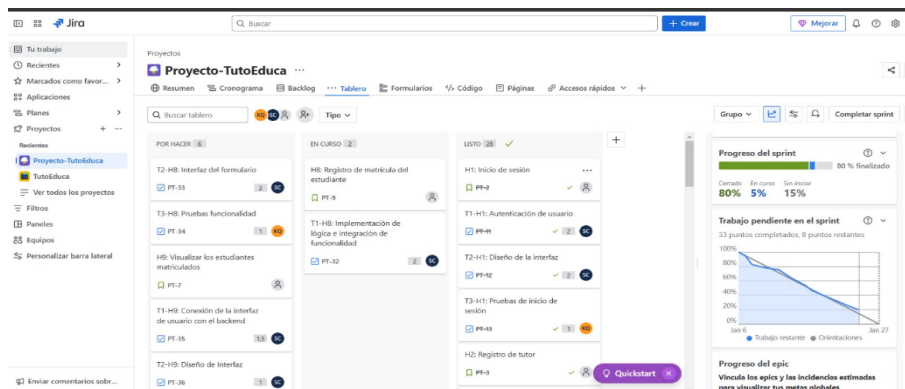 Jira
Buscar
+ Crear
Mejorar
Tu trabajo
Recientes
Marcados como favor...
Aplicaciones
Planes
Proyectos
Recientes
Proyecto-TutoEduca
TutoEduca
Ver todos los proyectos
Filtros
Paneles
Equipos
Personalizar barra lateral
Enviar comentarios sobr...
Proyectos
Proyecto-TutoEduca
Resumen Cronograma Backlog Tablero Formularios Código Páginas Accesos rápidos
Buscar tablero
KQ SC
Tipo
Grupo
Completar sprint
POR HACER 6
T2-H8: Interfaz del formulario
PT-33 2 SC
T3-H8: Pruebas funcionalidad
PT-34 1 KQ
H9: Visualizar los estudiantes
matriculados
PT-7
T1-H9: Conexión de la interfaz
de usuario con el backend
PT-35 1,5 SC
T2-H9: Diseño de Interfaz
PT-36 1 SC
EN CURSO 2
H8: Registro de matrícula del
estudiante
PT-9
T1-H8: Implementación de
lógica e integración de
funcionalidad
PT-32 2 SC
LISTO 28
H1: Inicio de sesión
PT-2
T1-H1: Autenticación de usuario
PT-11 2 SC
T2-H1: Diseño de la interfaz
PT-12 2 SC
T3-H1: Pruebas de inicio de
sesión
PT-13 1 KQ
H2: Registro de tutor
PT-3
Quickstart
Progreso del sprint
80 % finalizado
Cerrado En curso Sin iniciar
80% 5% 15%
Trabajo pendiente en el sprint
33 puntos completados, 8 puntos restantes
100%
80%
60%
40%
20%
0%
Jan 6 Jan 27
Trabajo restante Orientaciones
Progreso del epic
Vincula los epics y las incidencias estimadas
para visualizar tus metas globales